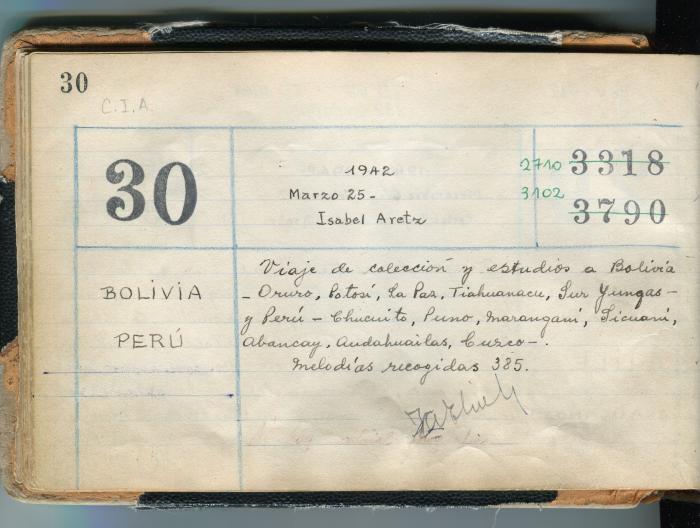 30
C.I.A.
30
1942
Marzo 25-
Isabel Aretz
2710 3318
3102 3790
BOLIVIA
PERÚ
Viaje de colección y estudios a Bolivia
- Oruro, Potosí, La Paz, Tiahuanacu, Sur Yungas -
y Perú - Chucuito, Puno, Maranganí, Sicuani,
Abancay, Andahuailas, Cuzco-.
Melodías recogidas 385.